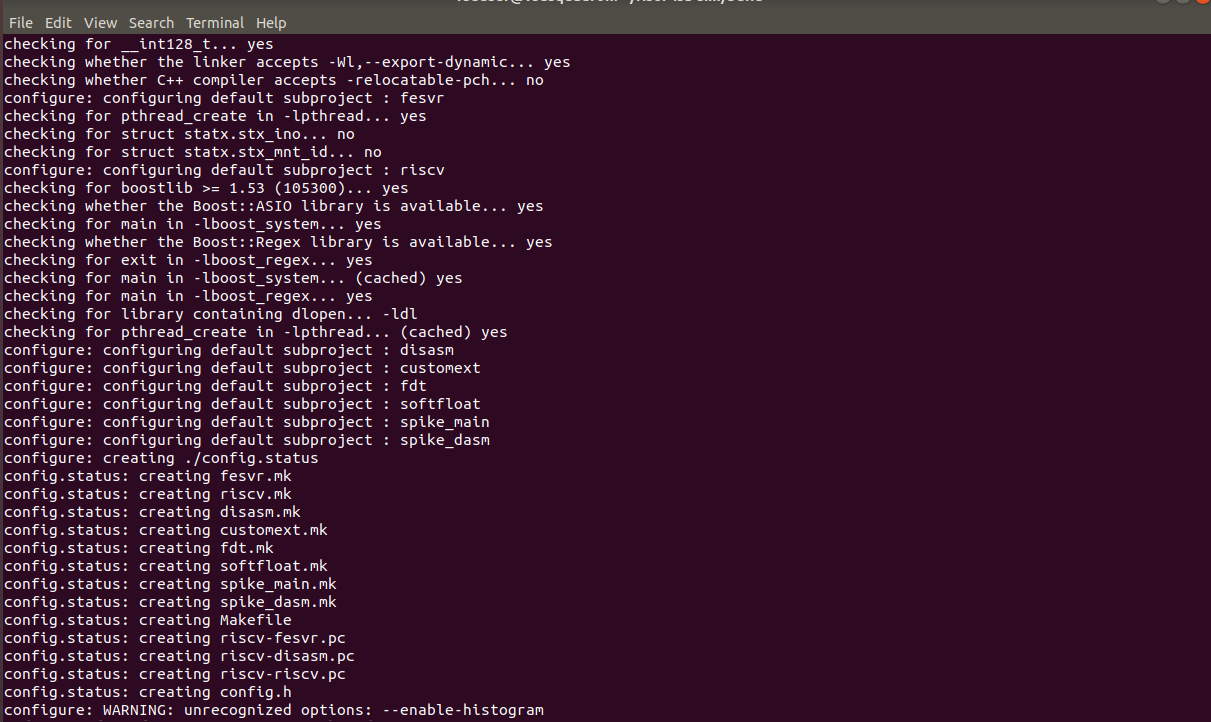 File Edit View Search Terminal Help
checking for __int128_t... yes
checking whether the linker accepts -Wl,--export-dynamic... yes
checking whether C++ compiler accepts -relocatable-pch... no
configure: configuring default subproject : fesvr
checking for pthread_create in -lpthread... yes
checking for struct statx.stx_ino... no
checking for struct statx.stx_mnt_id... no
configure: configuring default subproject : riscv
checking for boostlib >= 1.53 (105300)... yes
checking whether the Boost::ASIO library is available... yes
checking for main in -lboost_system... yes
checking whether the Boost::Regex library is available... yes
checking for exit in -lboost_regex... yes
checking for main in -lboost_system... (cached) yes
checking for main in -lboost_regex... yes
checking for library containing dlopen... -ldl
checking for pthread_create in -lpthread... (cached) yes
configure: configuring default subproject : disasm
configure: configuring default subproject : customext
configure: configuring default subproject : fdt
configure: configuring default subproject : softfloat
configure: configuring default subproject : spike_main
configure: configuring default subproject : spike_dasm
configure: creating ./config.status
config.status: creating fesvr.mk
config.status: creating riscv.mk
config.status: creating disasm.mk
config.status: creating customext.mk
config.status: creating fdt.mk
config.status: creating softfloat.mk
config.status: creating spike_main.mk
config.status: creating spike_dasm.mk
config.status: creating Makefile
config.status: creating riscv-fesvr.pc
config.status: creating riscv-disasm.pc
config.status: creating riscv-riscv.pc
config.status: creating config.h
configure: WARNING: unrecognized options: --enable-histogram